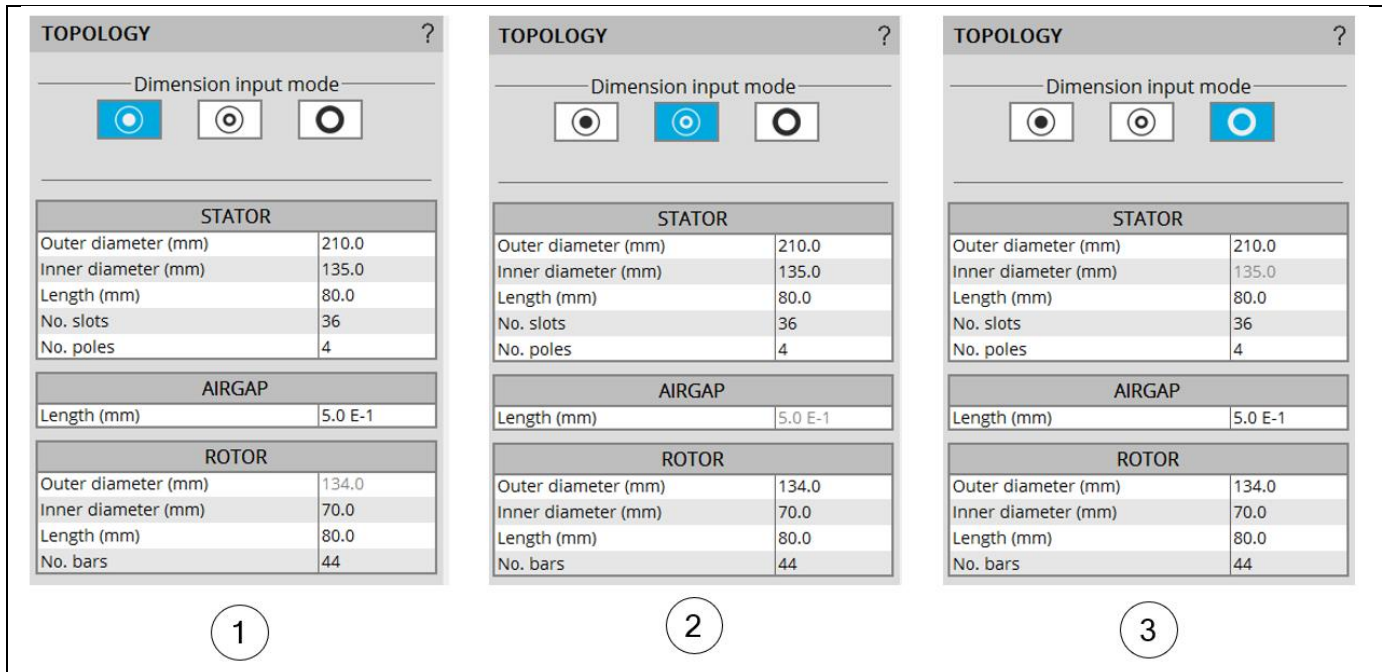 TOPOLOGY ?
Dimension input mode
STATOR
Outer diameter (mm) 210.0
Inner diameter (mm) 135.0
Length (mm) 80.0
No. slots 36
No. poles 4
AIRGAP
Length (mm) 5.0 E-1
ROTOR
Outer diameter (mm) 134.0
Inner diameter (mm) 70.0
Length (mm) 80.0
No. bars 44
1
TOPOLOGY ?
Dimension input mode
STATOR
Outer diameter (mm) 210.0
Inner diameter (mm) 135.0
Length (mm) 80.0
No. slots 36
No. poles 4
AIRGAP
Length (mm) 5.0 E-1
ROTOR
Outer diameter (mm) 134.0
Inner diameter (mm) 70.0
Length (mm) 80.0
No. bars 44
2
TOPOLOGY ?
Dimension input mode
STATOR
Outer diameter (mm) 210.0
Inner diameter (mm) 135.0
Length (mm) 80.0
No. slots 36
No. poles 4
AIRGAP
Length (mm) 5.0 E-1
ROTOR
Outer diameter (mm) 134.0
Inner diameter (mm) 70.0
Length (mm) 80.0
No. bars 44
3